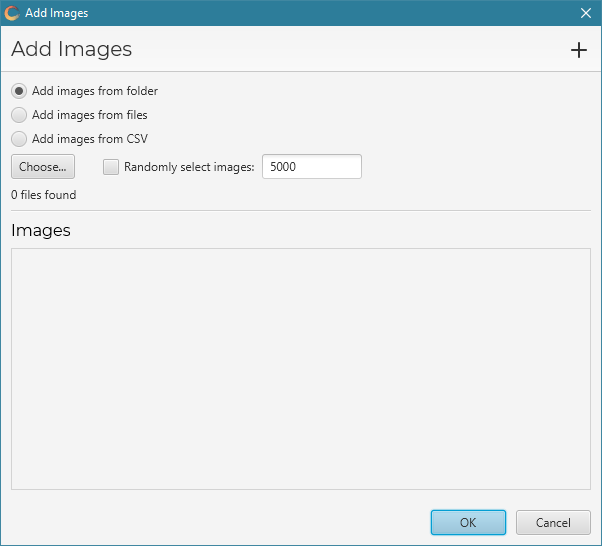 Add Images
Add Images
Add images from folder
Add images from files
Add images from CSV
Choose... Randomly select images: 5000
0 files found
Images
OK Cancel